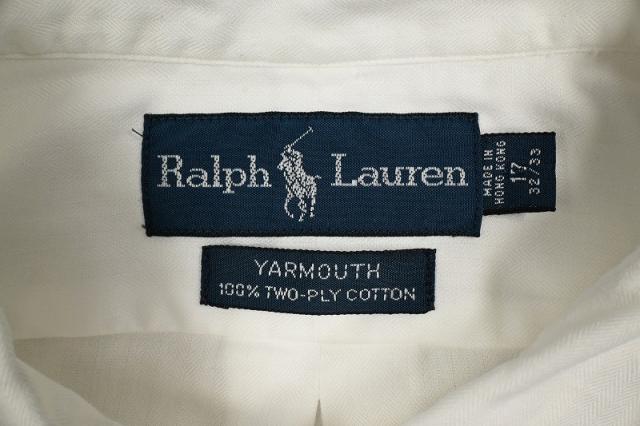 Ralph Lauren
MADE IN
HONG KONG
17
32/33
YARMOUTH
100% TWO-PLY COTTON